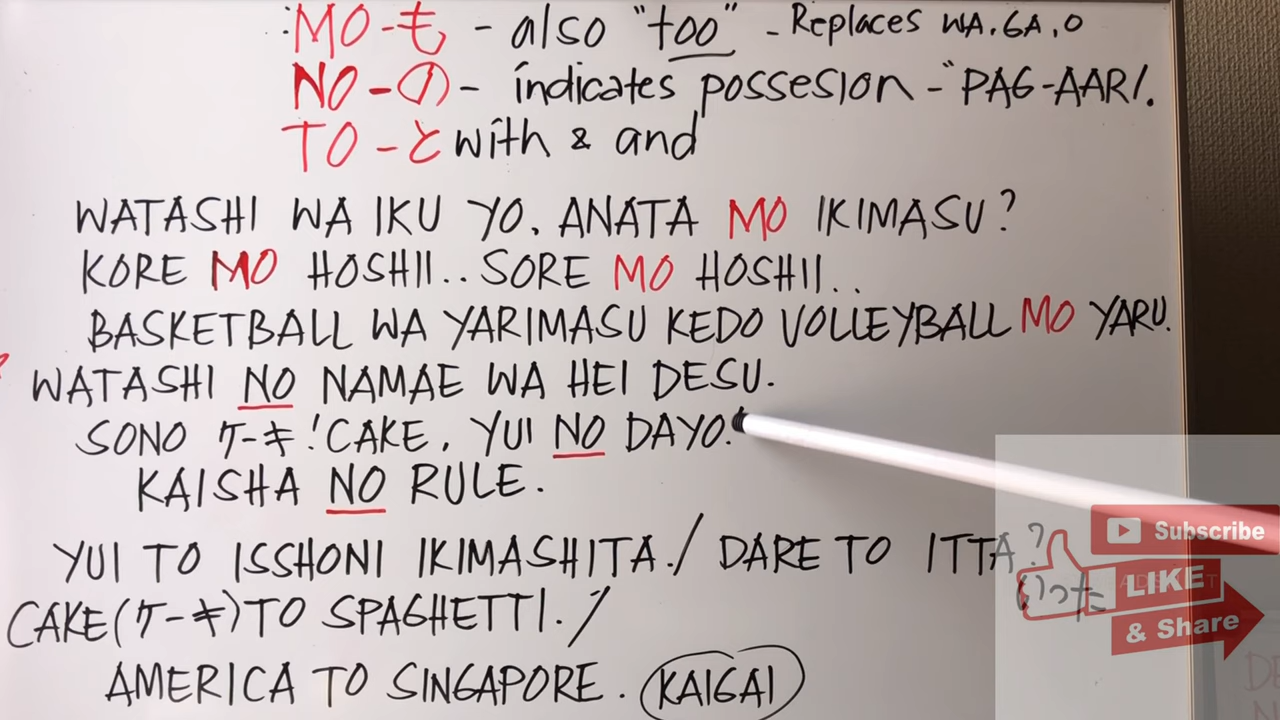 MO-も - also "too" - Replaces WA.GA.O
NO-の - indicates possesion - "PAG-AARI.
TO-と with & and
WATASHI WA IKU YO. ANATA MO IKIMASU?
KORE MO HOSHII.. SORE MO HOSHII..
BASKETBALL WA YARIMASU KEDO VOLLEYBALL MO YARU.
WATASHI NO NAMAE WA HEI DESU.
SONO ケーキ! CAKE. YUI NO DAYO.
KAISHA NO RULE.
YUI TO ISSHONI IKIMASHITA./ DARE TO ITTA?
いった
CAKE(ケーキ) TO SPAGHETTI./
AMERICA TO SINGAPORE. KAIGAI
Subscribe
LIKE
& Share